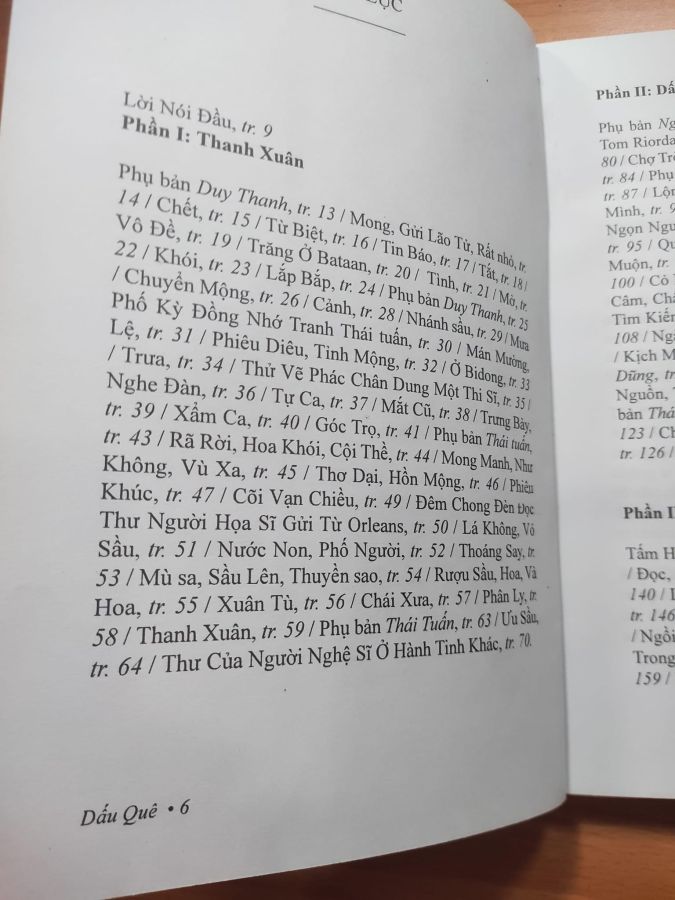 LỤC
Lời Nói Đầu, tr. 9
Phần I: Thanh Xuân
Phụ bản Duy Thanh, tr. 13 / Mong, Gửi Lão Tử, Rất nhỏ, tr.
14 / Chết, tr. 15 / Từ Biệt, tr. 16 / Tin Báo, tr. 17 / Tắt, tr. 18 /
Vô Đề, tr. 19 / Trăng Ở Bataan, tr. 20 / Tình, tr. 21 / Mở, tr.
22 / Khói, tr. 23 / Lắp Bắp, tr. 24 / Phụ bản Duy Thanh, tr. 25
/ Chuyển Mộng, tr. 26 / Cảnh, tr. 28 / Nhánh sầu, tr. 29 / Mưa
Phố Kỳ Đồng Nhớ Tranh Thái tuấn, tr. 30 / Mán Mường,
Lệ, tr. 31 / Phiêu Diêu, Tỉnh Mộng, tr. 32 / Ở Bidong, tr. 33
/ Trưa, tr. 34 / Thử Vẽ Phác Chân Dung Một Thi Sĩ, tr. 35 /
Nghe Đàn, tr. 36 / Tự Ca, tr. 37 / Mắt Cũ, tr. 38 / Trưng Bày,
tr. 39 / Xẩm Ca, tr. 40 / Góc Trọ, tr. 41 / Phụ bản Thái tuấn,
tr. 43 / Rã Rời, Hoa Khói, Cội Thề, tr. 44 / Mong Manh, Như
Không, Vù Xa, tr. 45 / Thơ Dại, Hồn Mộng, tr. 46 / Phiên
Khúc, tr. 47 / Cõi Vạn Chiều, tr. 49 / Đêm Chong Đèn Đọc
Thư Người Họa Sĩ Gửi Từ Orleans, tr. 50 / Lá Không, Vô
Sầu, tr. 51 / Nước Non, Phố Người, tr. 52 / Thoáng Say, tr.
53 / Mù sa, Sầu Lên, Thuyền sao, tr. 54 / Rượu Sầu, Hoa, Và
Hoa, tr. 55 / Xuân Tù, tr. 56 / Chái Xưa, tr. 57 / Phân Ly, tr.
58 / Thanh Xuân, tr. 59 / Phụ bản Thái Tuấn, tr. 63 / Ưu Sầu,
tr. 64 / Thư Của Người Nghệ Sĩ Ở Hành Tinh Khác, tr. 70.
Dấu Quê • 6
Phần II: Dấ
Phụ bản
Tom Riorda
80 / Chợ
tr. 84 / Phụ
tr. 87 /
Mình, tr.
Ngọn
tr. 95 /
Muộn, tr.
100 / Cỏ
Câm,
Tìm
108 /
/ Kịch
Dũng, tr
Nguồn,
bản
123 /
tr. 126 /
Phần
Tấm
/ Đọc,
140 /
tr. 146
/ Ngồi
Trong
159 /